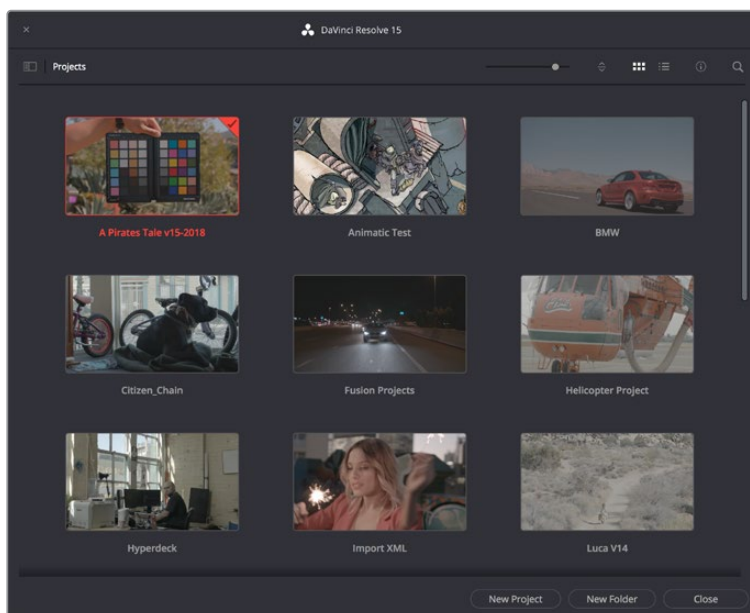 DaVinci Resolve 15
Projects
A Pirates Tale v15-2018
Animatic Test
BMW
Citizen_Chain
Fusion Projects
Helicopter Project
Hyperdeck
Import XML
Luca V14
New Project
New Folder
Close